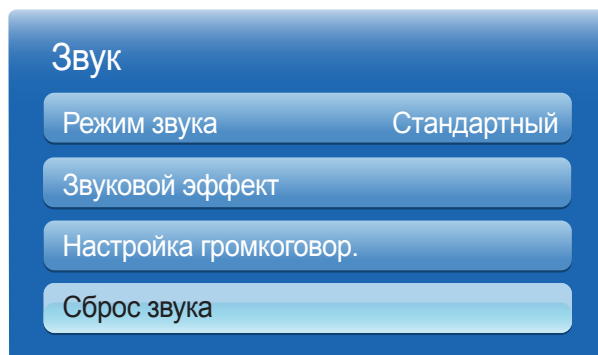 Звук
Режим звука Стандартный
Звуковой эффект
Настройка громкоговор.
Сброс звука